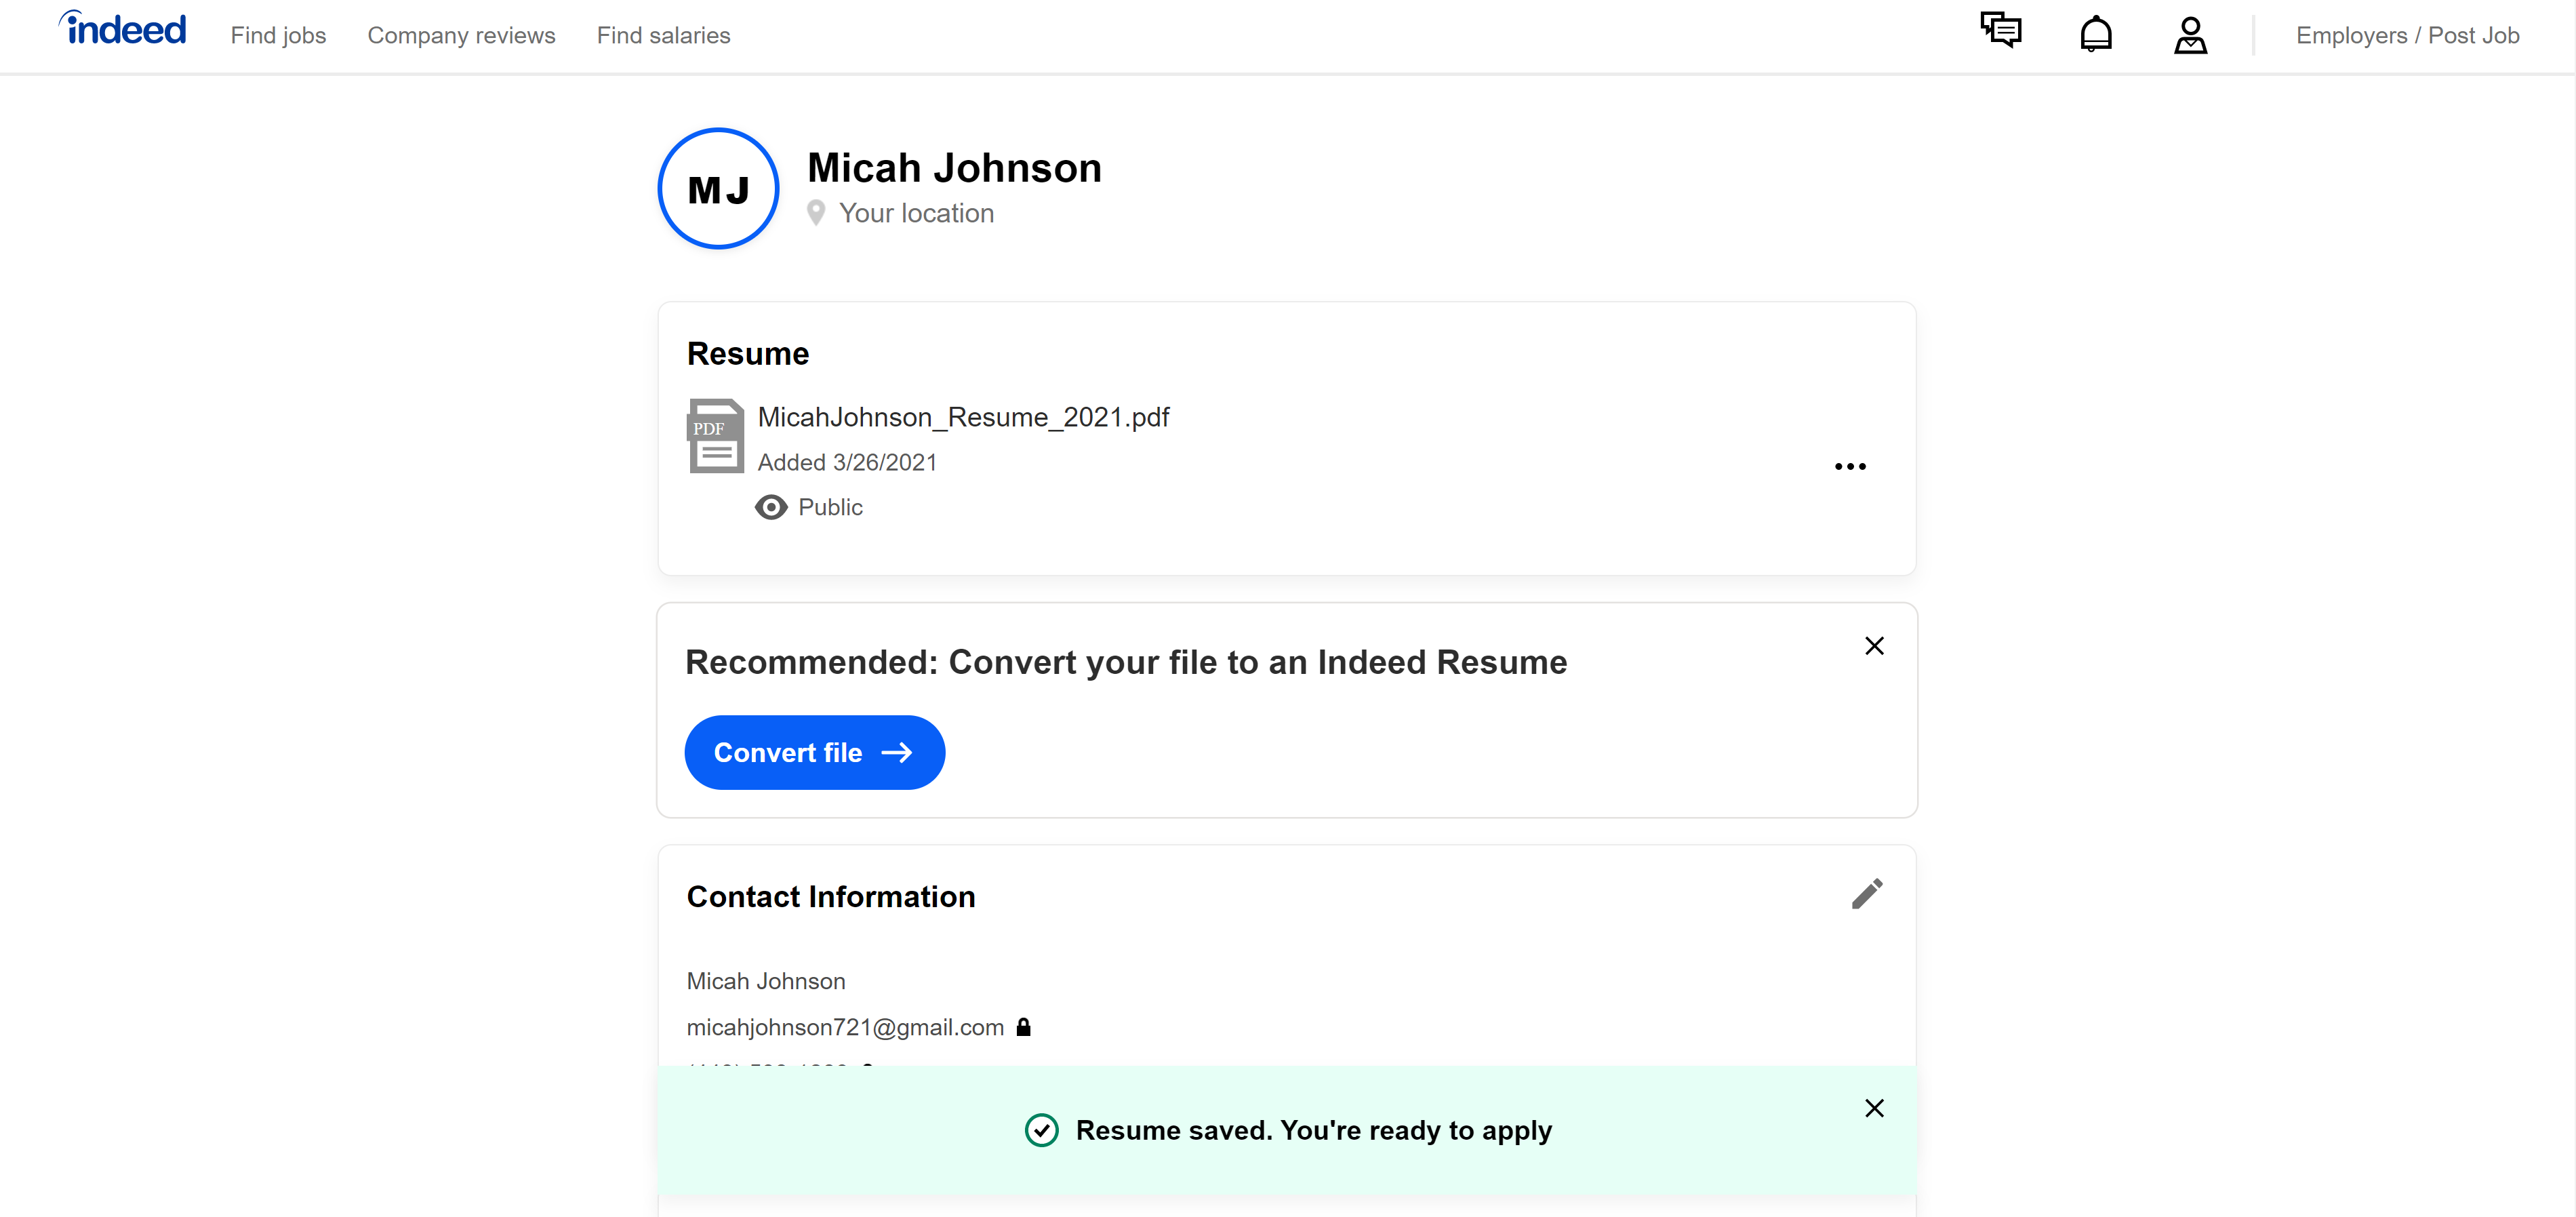 indeed Find jobs Company reviews Find salaries Employers / Post Job
MJ
Micah Johnson
Your location
Resume
PDF
MicahJohnson_Resume_2021.pdf
Added 3/26/2021
Public
Recommended: Convert your file to an Indeed Resume
Convert file
Contact Information
Micah Johnson
micahjohnson721@gmail.com
Resume saved. You're ready to apply